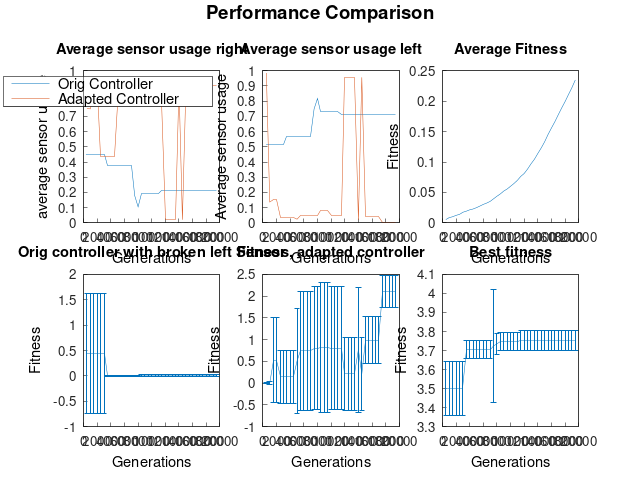 Performance Comparison
Average sensor usage right
Average sensor usage left
Average Fitness
Orig Controller
Adapted Controller
average sensor u
Average sensor usage
Fitness
1
0.9
0.8
0.7
0.6
0.5
0.4
0.3
0.2
0.1
0
0.25
0.2
0.15
0.1
0.05
0
Generations
Generations
Generations
Orig controller with broken left
Fitness, adapted controller
Best fitness
Fitness
Fitness
Fitness
2
1.5
1
0.5
0
-0.5
-1
2.5
2
1.5
1
0.5
0
-0.5
-1
4.1
4
3.9
3.8
3.7
3.6
3.5
3.4
3.3
Generations
Generations
Generations